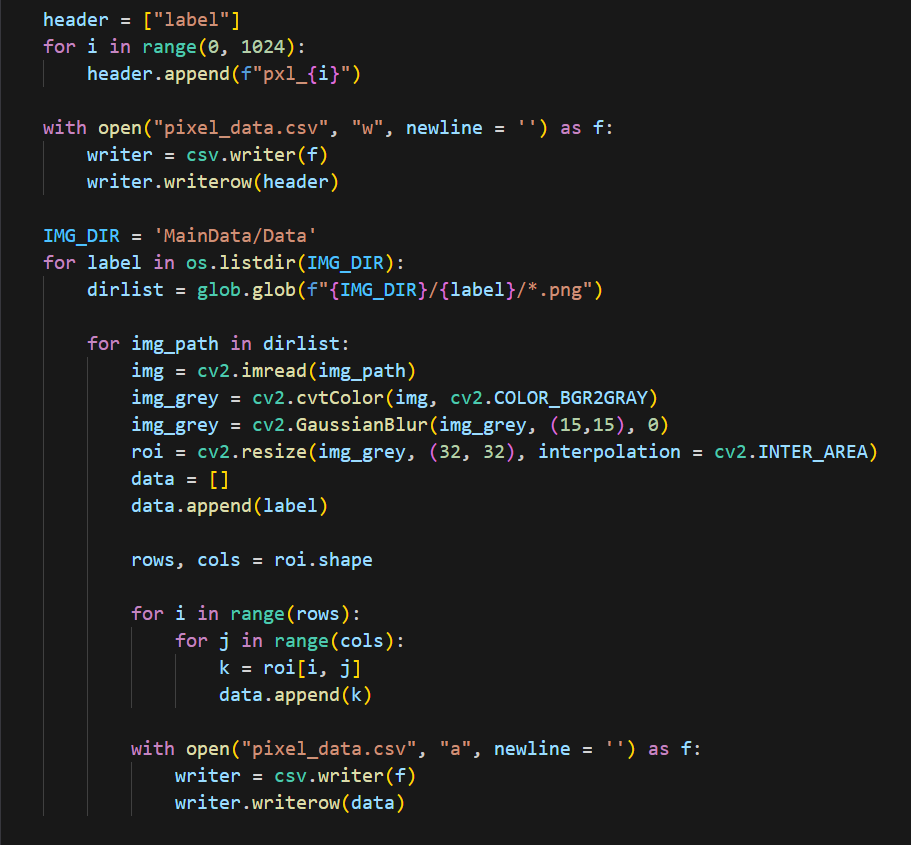 header = ["label"]
for i in range(0, 1024):
    header.append(f"pxl_{i}")

with open("pixel_data.csv", "w", newline = '') as f:
    writer = csv.writer(f)
    writer.writerow(header)

IMG_DIR = 'MainData/Data'
for label in os.listdir(IMG_DIR):
    dirlist = glob.glob(f"{IMG_DIR}/{label}/*.png")

    for img_path in dirlist:
        img = cv2.imread(img_path)
        img_grey = cv2.cvtColor(img, cv2.COLOR_BGR2GRAY)
        img_grey = cv2.GaussianBlur(img_grey, (15,15), 0)
        roi = cv2.resize(img_grey, (32, 32), interpolation = cv2.INTER_AREA)
        data = []
        data.append(label)

        rows, cols = roi.shape

        for i in range(rows):
            for j in range(cols):
                k = roi[i, j]
                data.append(k)

        with open("pixel_data.csv", "a", newline = '') as f:
            writer = csv.writer(f)
            writer.writerow(data)